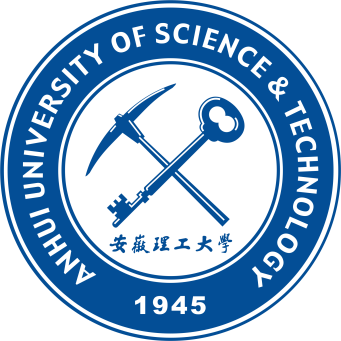 ANHUI UNIVERSITY OF SCIENCE & TECHNOLOGY
安徽理工大學
1945